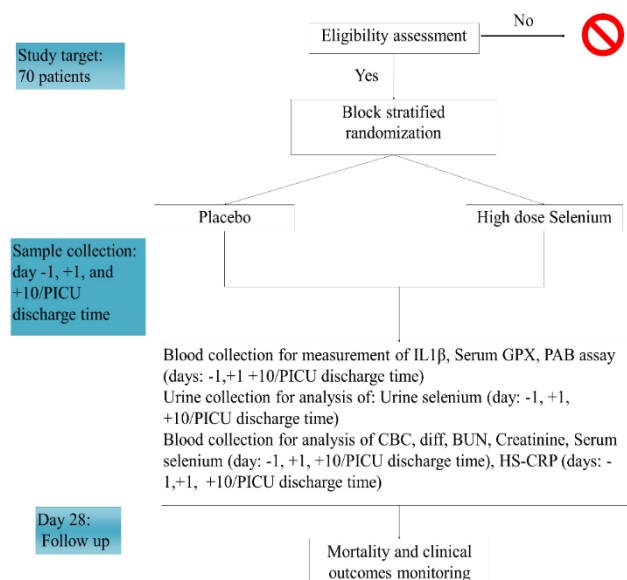 Eligibility assessment
No
Study target:
70 patients
Yes
Block stratified
randomization
Placebo
High dose Selenium
Sample collection:
day -1, +1, and
+10/PICU
discharge time
Blood collection for measurement of IL1β, Serum GPX, PAB assay
(days: -1,+1 +10/PICU discharge time)
Urine collection for analysis of: Urine selenium (day: -1, +1,
+10/PICU discharge time)
Blood collection for analysis of CBC, diff, BUN, Creatinine, Serum
selenium (day: -1, +1, +10/PICU discharge time), HS-CRP (days: -
1,+1, +10/PICU discharge time)
Day 28:
Follow up
Mortality and clinical
outcomes monitoring